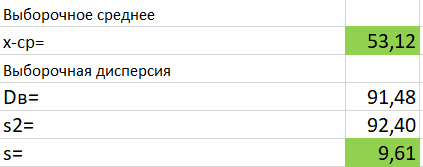 Выборочное среднее
х-ср= 53,12
Выборочная дисперсия
Dв= 91,48
s2= 92,40
s= 9,61